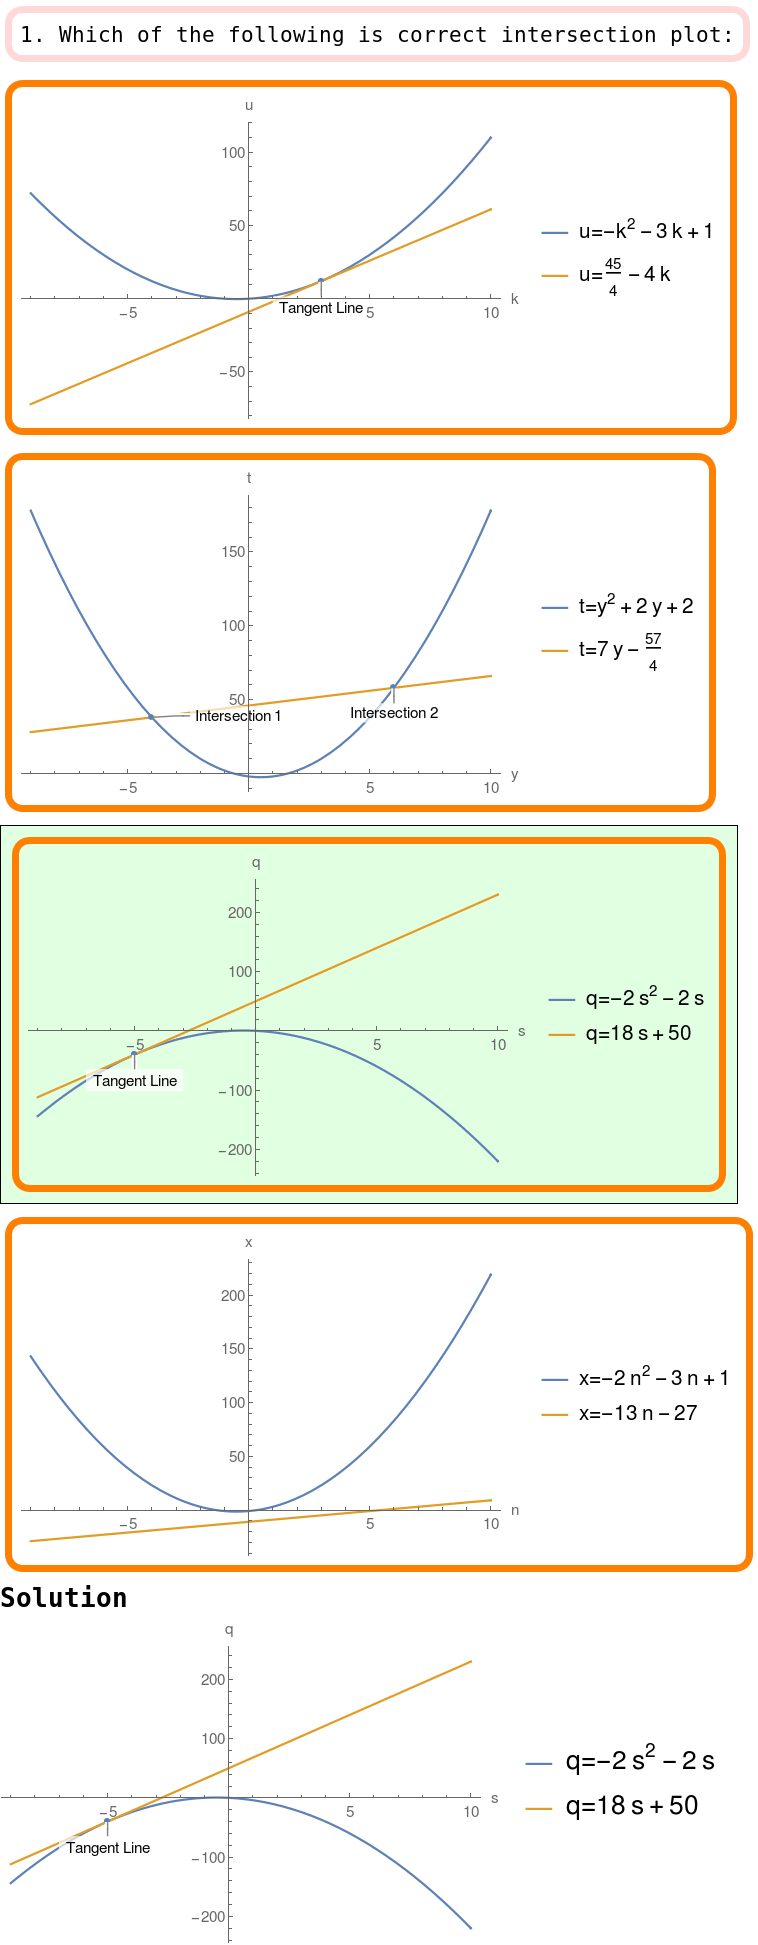 1. Which of the following is correct intersection plot:
u
100
50
−50
−5
5
10
k
Tangent Line
u=−k² − 3 k + 1
u=45/4 − 4 k
t
150
100
50
−5
5
10
y
Intersection 1
Intersection 2
t=y² + 2 y + 2
t=7 y − 57/4
q
200
100
−100
−200
−5
5
10
s
Tangent Line
q=−2 s² − 2 s
q=18 s + 50
x
200
150
100
50
−5
5
10
n
x=−2 n² − 3 n + 1
x=−13 n − 27
Solution
q
200
100
−100
−200
−5
5
10
s
Tangent Line
q=−2 s² − 2 s
q=18 s + 50